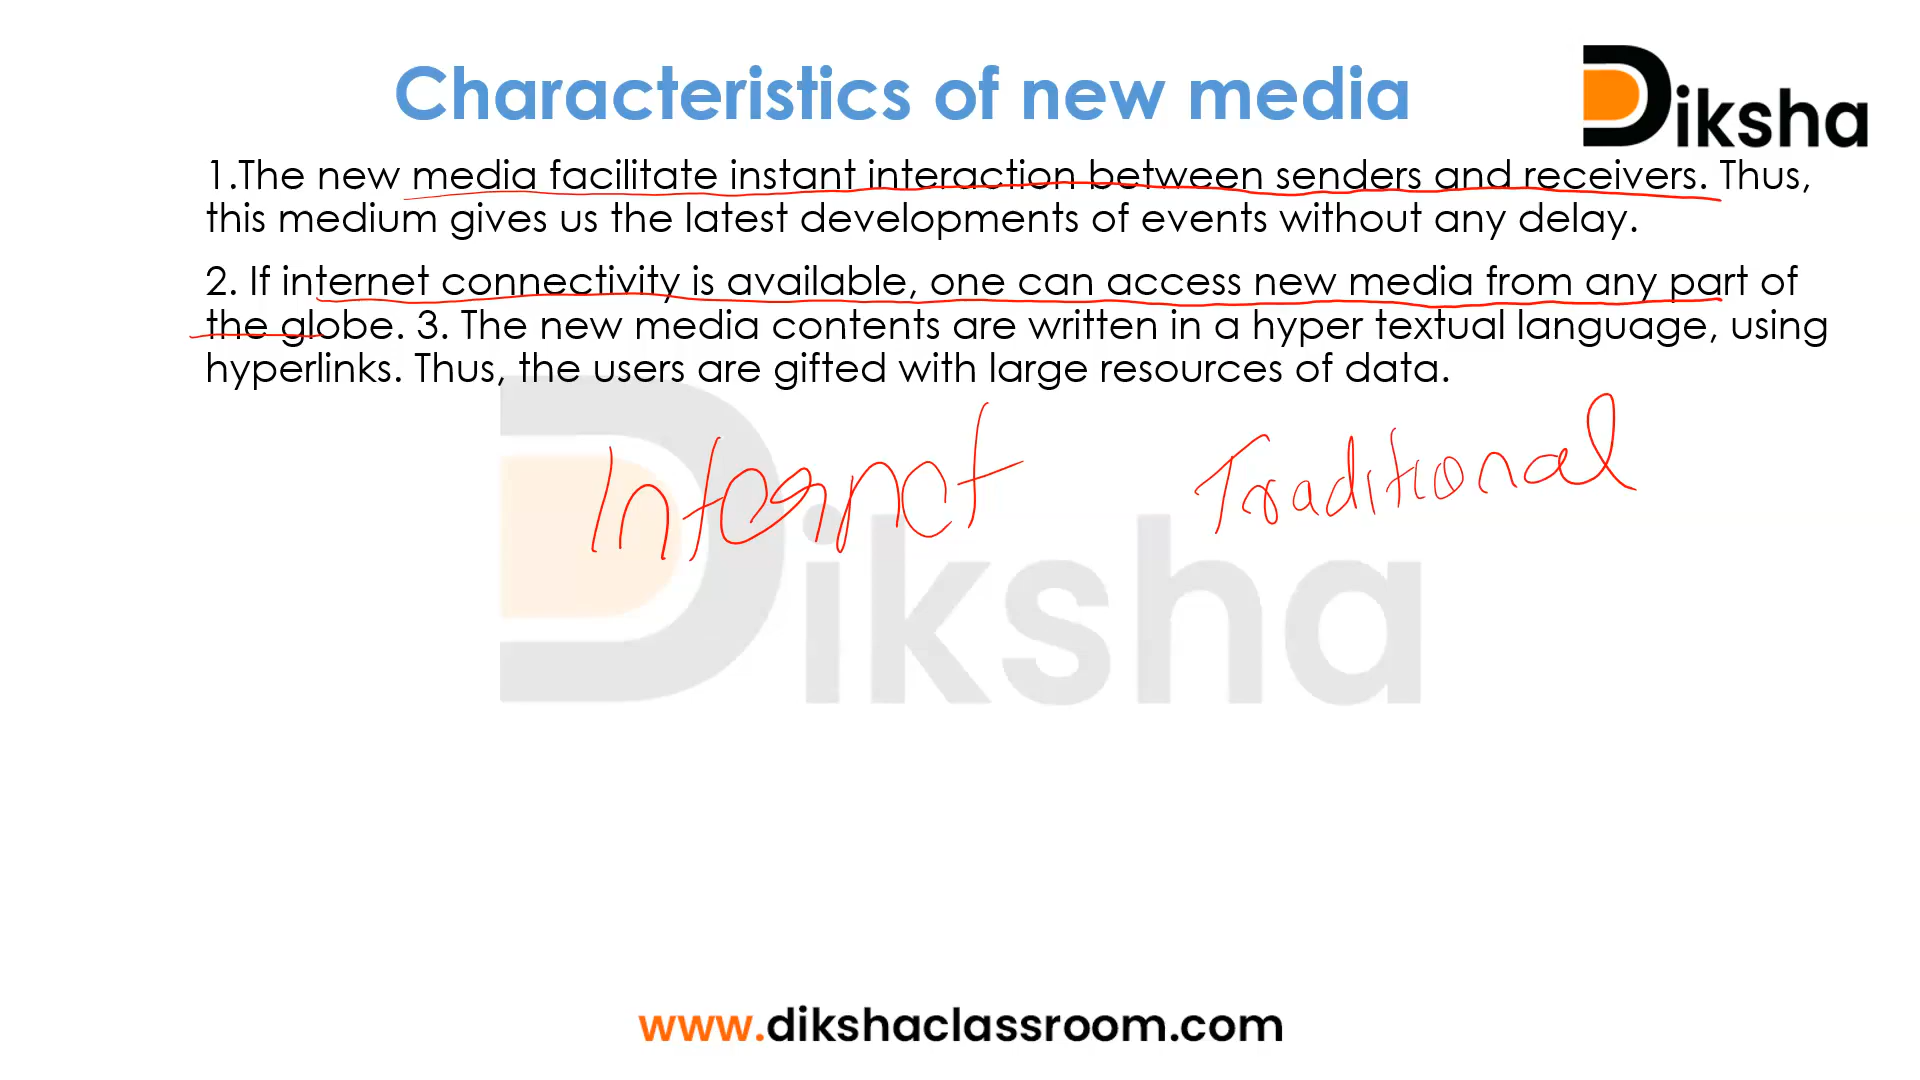 Characteristics of new media
Diksha
1.The new media facilitate instant interaction between senders and receivers. Thus,
this medium gives us the latest developments of events without any delay.
2. If internet connectivity is available, one can access new media from any part of
the globe. 3. The new media contents are written in a hyper textual language, using
hyperlinks. Thus, the users are gifted with large resources of data.
Internet Traditional
Diksha
www.dikshaclassroom.com